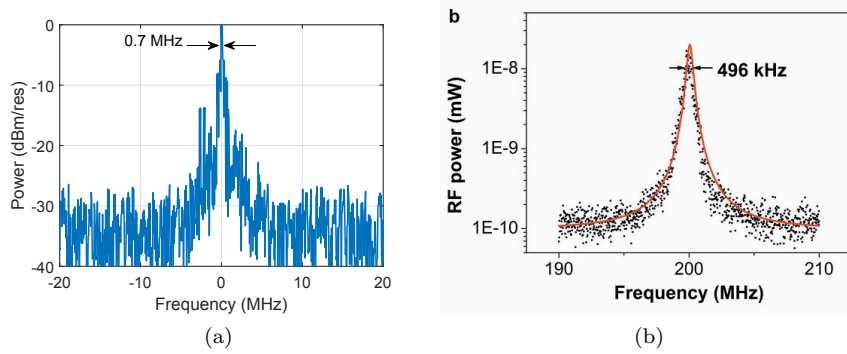 0
-10
-20
-30
-40
Power (dBm/res)
0.7 MHz
-20
-10
0
10
20
Frequency (MHz)
(a)
b
1E-8
1E-9
1E-10
RF power (mW)
496 kHz
190
200
210
Frequency (MHz)
(b)